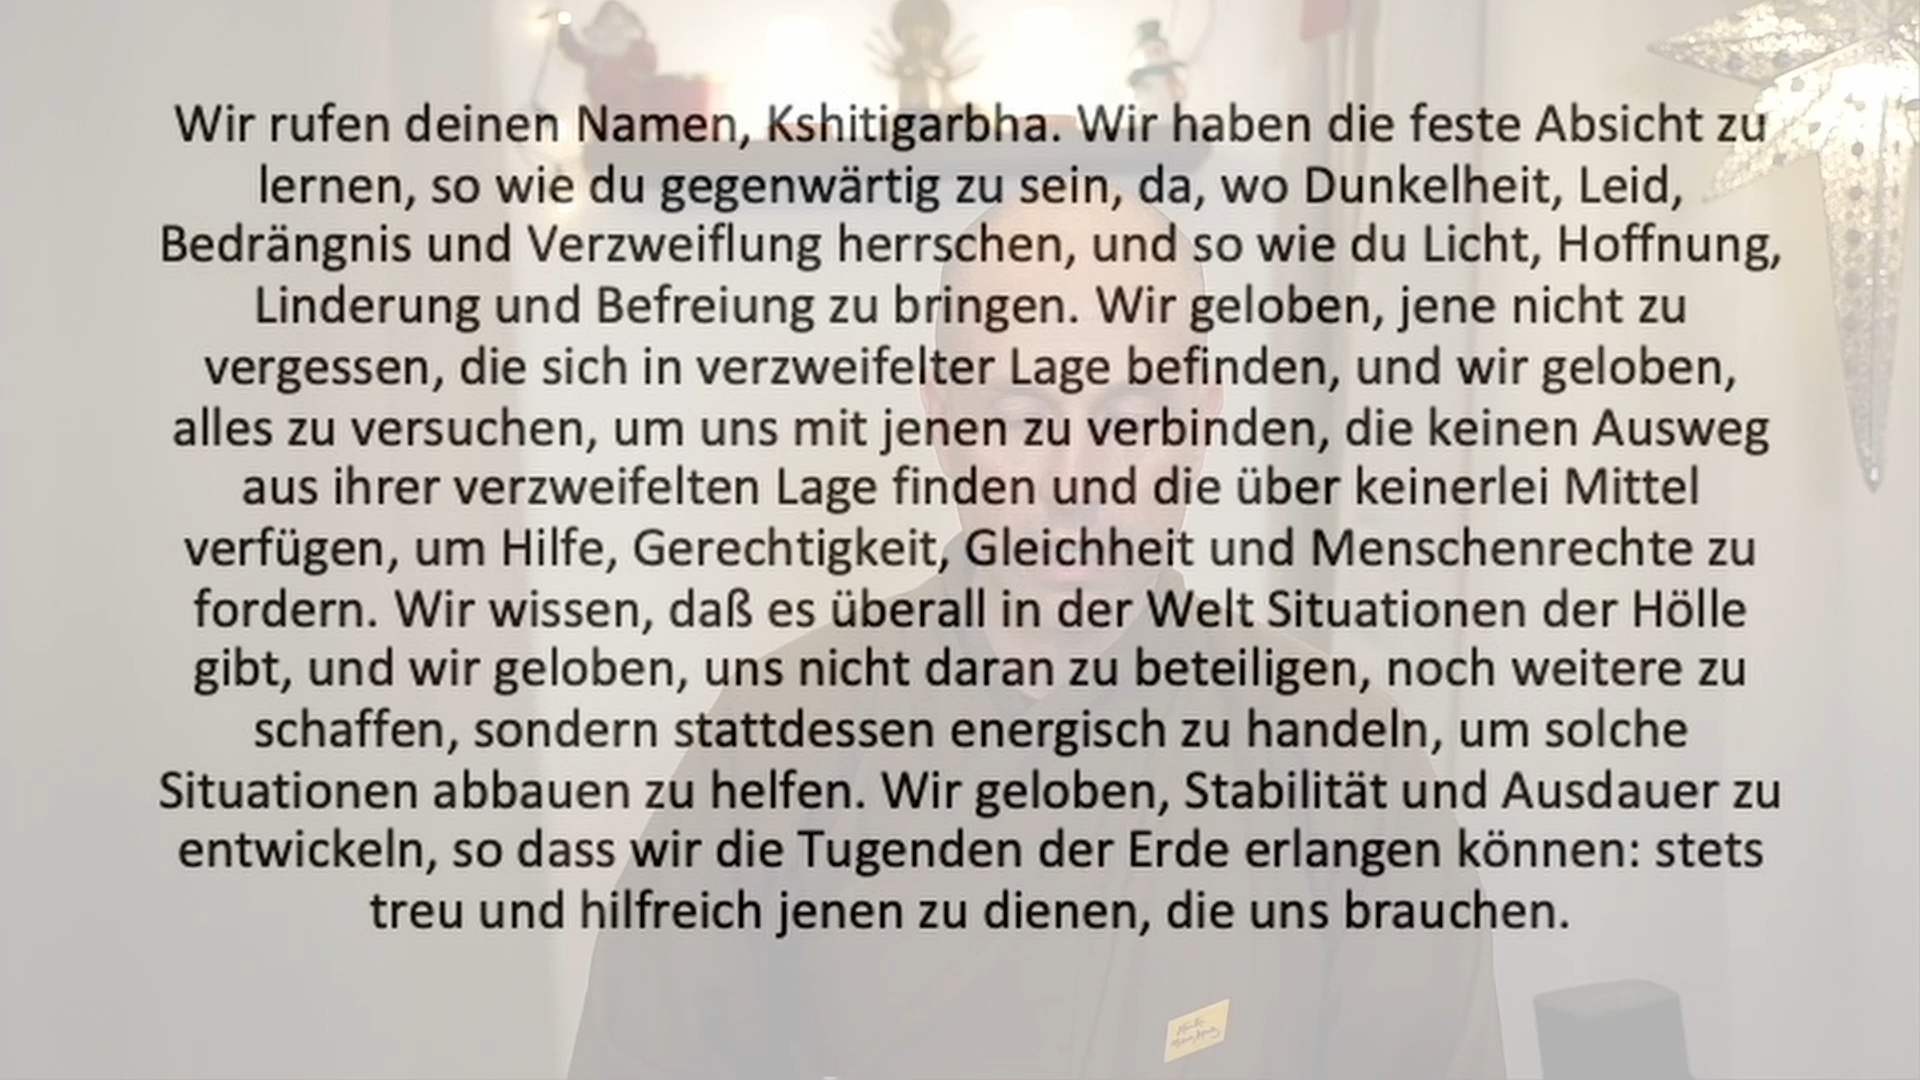 Wir rufen deinen Namen, Kshitigarbha. Wir haben die feste Absicht zu
lernen, so wie du gegenwärtig zu sein, da, wo Dunkelheit, Leid,
Bedrängnis und Verzweiflung herrschen, und so wie du Licht, Hoffnung,
Linderung und Befreiung zu bringen. Wir geloben, jene nicht zu
vergessen, die sich in verzweifelter Lage befinden, und wir geloben,
alles zu versuchen, um uns mit jenen zu verbinden, die keinen Ausweg
aus ihrer verzweifelten Lage finden und die über keinerlei Mittel
verfügen, um Hilfe, Gerechtigkeit, Gleichheit und Menschenrechte zu
fordern. Wir wissen, daß es überall in der Welt Situationen der Hölle
gibt, und wir geloben, uns nicht daran zu beteiligen, noch weitere zu
schaffen, sondern stattdessen energisch zu handeln, um solche
Situationen abbauen zu helfen. Wir geloben, Stabilität und Ausdauer zu
entwickeln, so dass wir die Tugenden der Erde erlangen können: stets
treu und hilfreich jenen zu dienen, die uns brauchen.